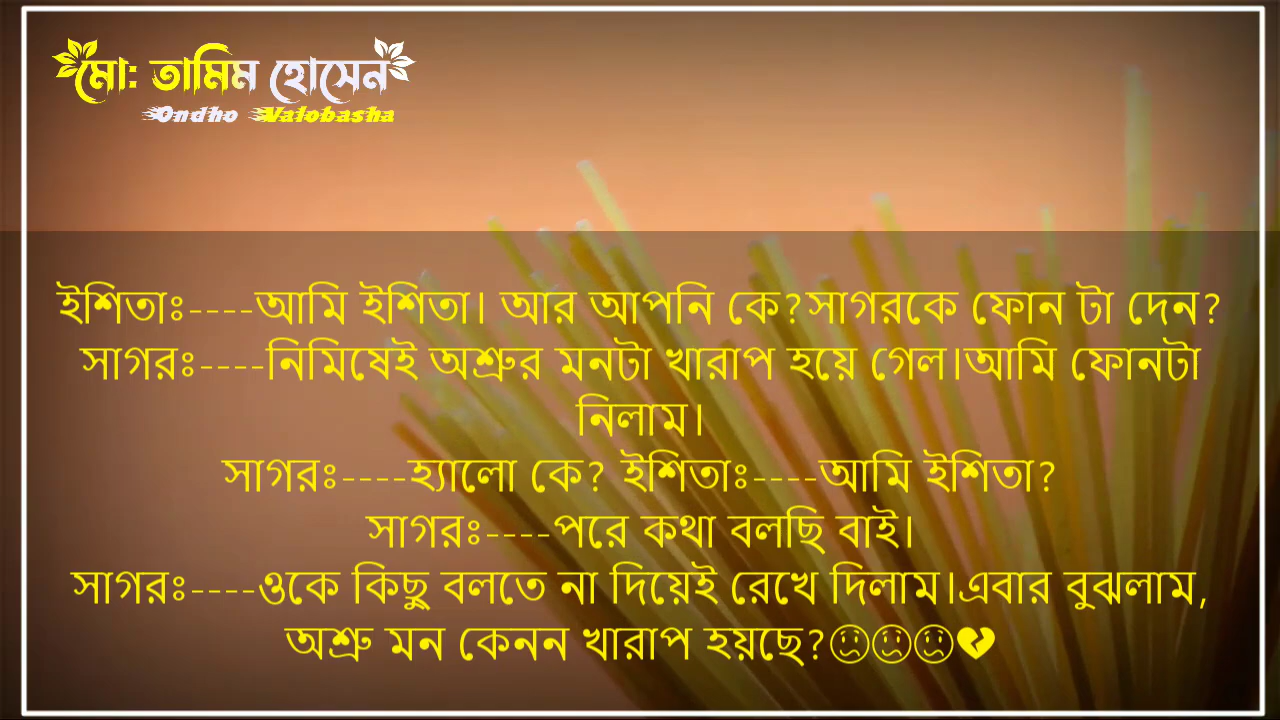 মো: তামিম হোসেন
Ondho Valobasha
ইশিতাঃ----আমি ইশিতা। আর আপনি কে?সাগরকে ফোন টা দেন?
সাগরঃ----নিমিষেই অশ্রুর মনটা খারাপ হয়ে গেল।আমি ফোনটা
নিলাম।
সাগরঃ----হ্যালো কে? ইশিতাঃ----আমি ইশিতা?
সাগরঃ----পরে কথা বলছি বাই।
সাগরঃ----ওকে কিছু বলতে না দিয়েই রেখে দিলাম।এবার বুঝলাম,
অশ্রু মন কেনন খারাপ হয়ছে?☹☹☹💔